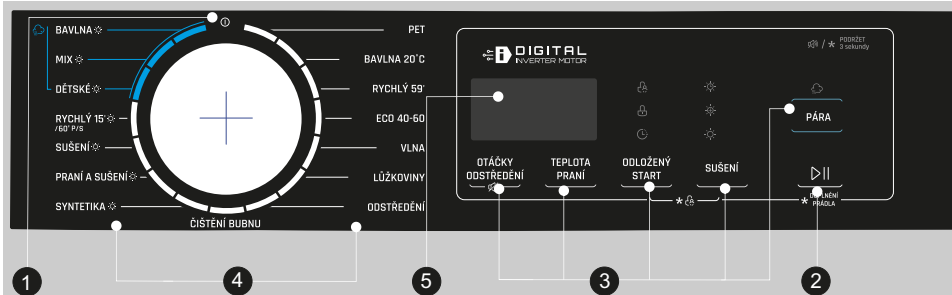 BAVLNA
MIX
DĚTSKÉ
RYCHLÝ 15'
/60' P/S
SUŠENÍ
PRANÍ A SUŠENÍ
SYNTETIKA
ČIŠTĚNÍ BUBNU
PET
BAVLNA 20°C
RYCHLÝ 59'
ECO 40-60
VLNA
LŮŽKOVINY
ODSTŘEDĚNÍ
DIGITAL
INVERTER MOTOR
/ * PODRŽET
3 sekundy
OTÁČKY
ODSTŘEDĚNÍ
TEPLOTA
PRANÍ
ODLOŽENÝ
START
SUŠENÍ
PÁRA
*
* DOPLNĚNÍ
PRÁDLA
1
4
5
3
2